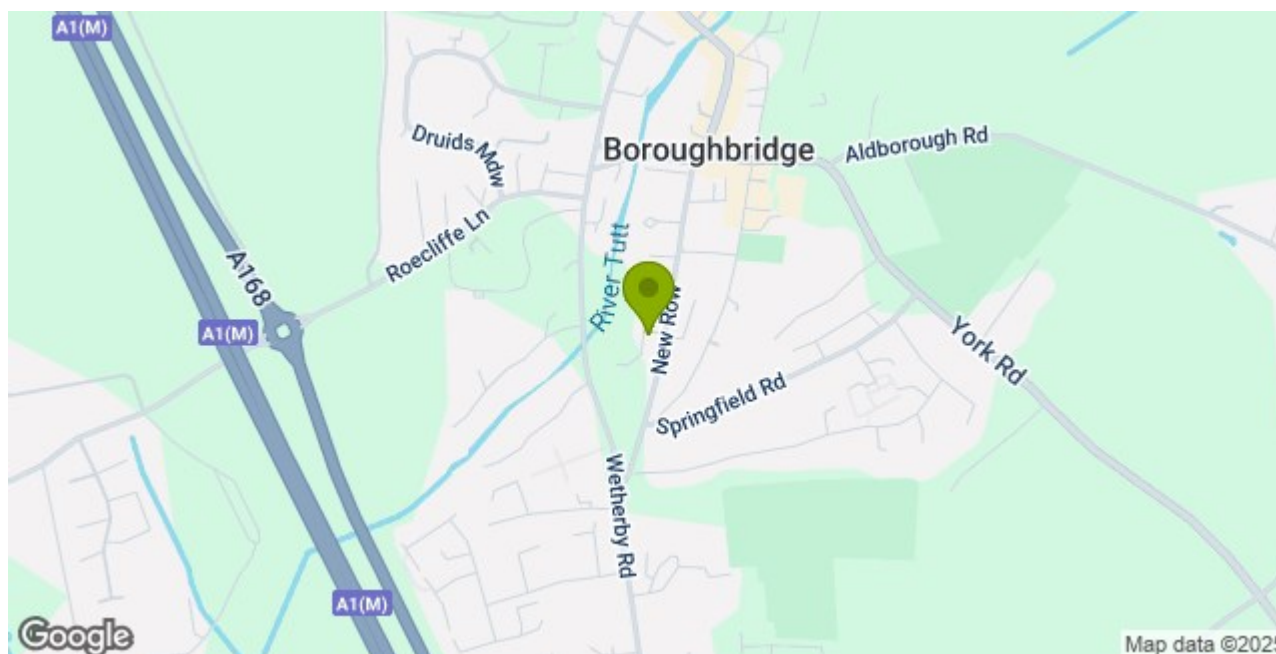 A1(M)
Druids Mdw
Boroughbridge
Aldborough Rd
Roecliffe Ln
River Tutt
A168
A1(M)
New Row
York Rd
Springfield Rd
Wetherby Rd
A1(M)
Google
Map data ©2025